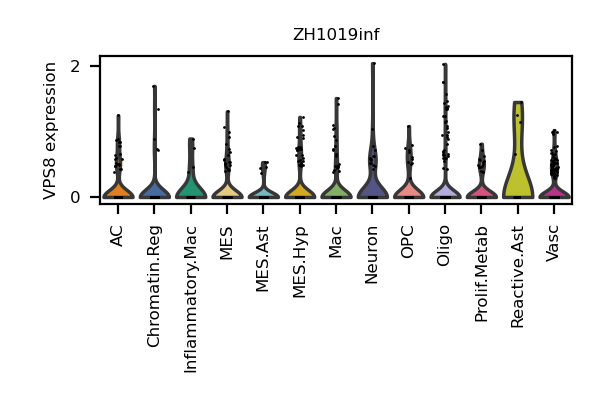 ZH1019inf
VPS8 expression
2
0
AC
Chromatin.Reg
Inflammatory.Mac
MES
MES.Ast
MES.Hyp
Mac
Neuron
OPC
Oligo
Prolif.Metab
Reactive.Ast
Vasc